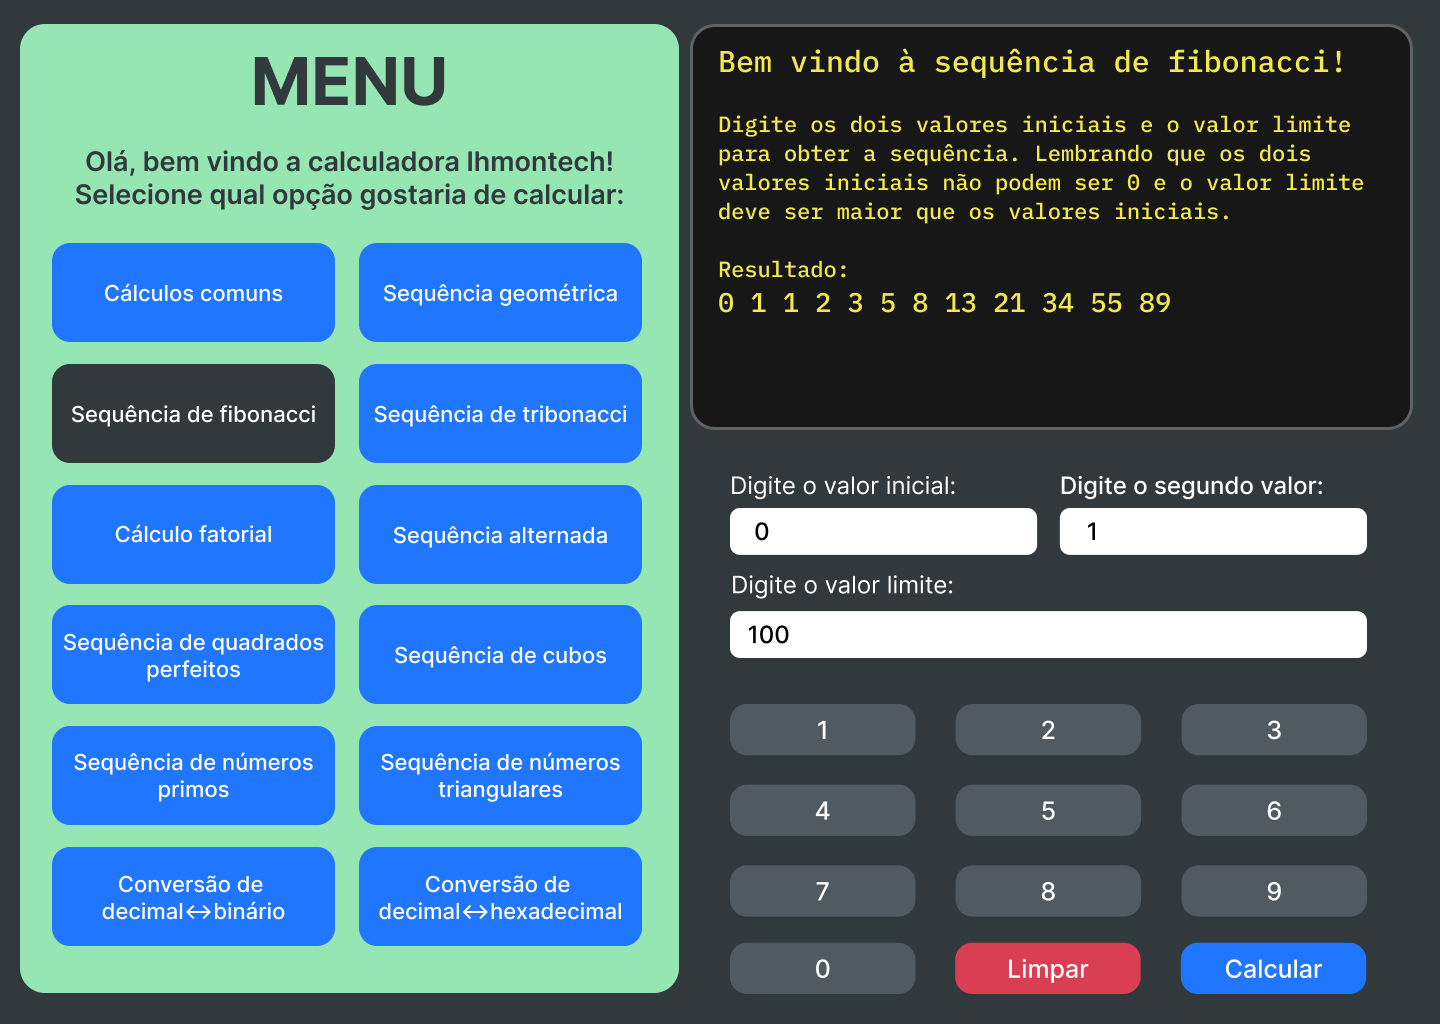 MENU
Olá, bem vindo a calculadora lhmontech!
Selecione qual opção gostaria de calcular:
Cálculos comuns
Sequência geométrica
Sequência de fibonacci
Sequência de tribonacci
Cálculo fatorial
Sequência alternada
Sequência de quadrados
perfeitos
Sequência de cubos
Sequência de números
primos
Sequência de números
triangulares
Conversão de
decimal↔binário
Conversão de
decimal↔hexadecimal
Bem vindo à sequência de fibonacci!
Digite os dois valores iniciais e o valor limite
para obter a sequência. Lembrando que os dois
valores iniciais não podem ser 0 e o valor limite
deve ser maior que os valores iniciais.
Resultado:
0 1 1 2 3 5 8 13 21 34 55 89
Digite o valor inicial:
Digite o segundo valor:
0
1
Digite o valor limite:
100
1
2
3
4
5
6
7
8
9
0
Limpar
Calcular